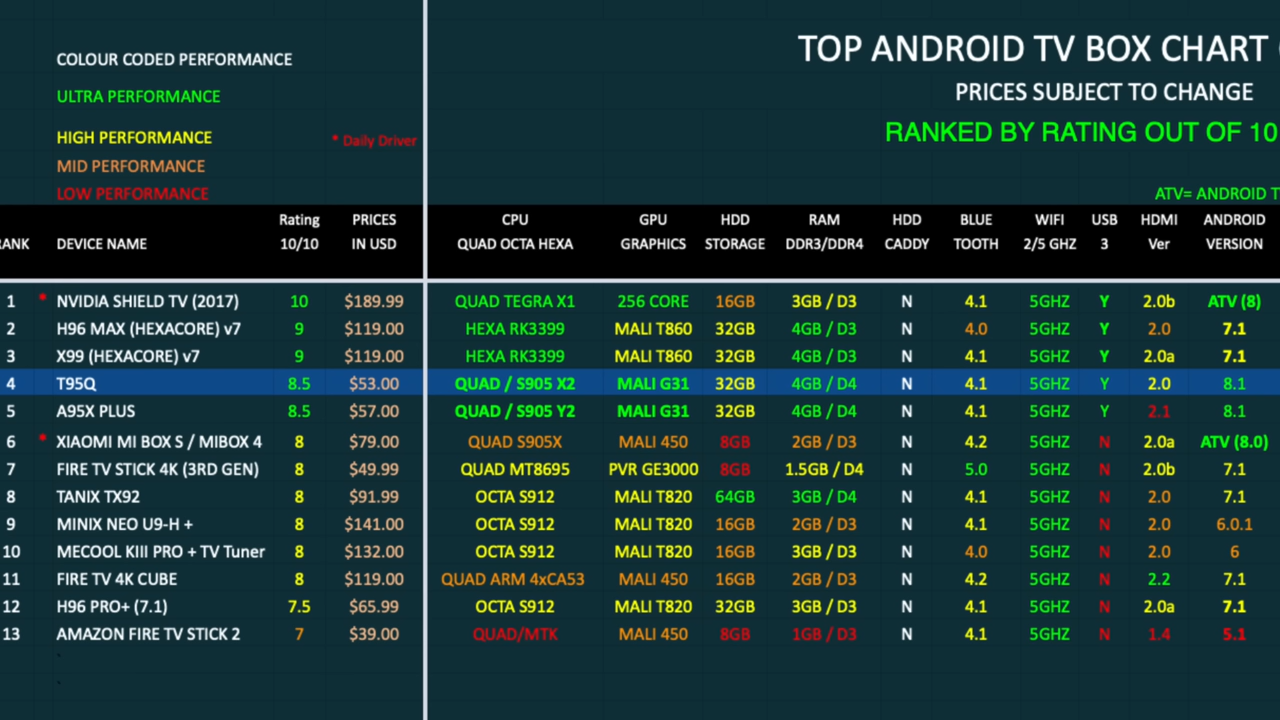 COLOUR CODED PERFORMANCE
ULTRA PERFORMANCE
HIGH PERFORMANCE
* Daily Driver
MID PERFORMANCE
LOW PERFORMANCE
TOP ANDROID TV BOX CHART
PRICES SUBJECT TO CHANGE
RANKED BY RATING OUT OF 10
ATV= ANDROID T
Rating PRICES CPU GPU HDD RAM HDD BLUE WIFI USB HDMI ANDROID
RANK DEVICE NAME 10/10 IN USD QUAD OCTA HEXA GRAPHICS STORAGE DDR3/DDR4 CADDY TOOTH 2/5 GHZ 3 Ver VERSION
1 * NVIDIA SHIELD TV (2017) 10 $189.99 QUAD TEGRA X1 256 CORE 16GB 3GB / D3 N 4.1 5GHZ Y 2.0b ATV (8)
2 H96 MAX (HEXACORE) v7 9 $119.00 HEXA RK3399 MALI T860 32GB 4GB / D3 N 4.0 5GHZ Y 2.0 7.1
3 X99 (HEXACORE) v7 9 $119.00 HEXA RK3399 MALI T860 32GB 4GB / D3 N 4.1 5GHZ Y 2.0a 7.1
4 T95Q 8.5 $53.00 QUAD / S905 X2 MALI G31 32GB 4GB / D4 N 4.1 5GHZ Y 2.0 8.1
5 A95X PLUS 8.5 $57.00 QUAD / S905 Y2 MALI G31 32GB 4GB / D4 N 4.1 5GHZ Y 2.1 8.1
6 * XIAOMI MI BOX S / MIBOX 4 8 $79.00 QUAD S905X MALI 450 8GB 2GB / D3 N 4.2 5GHZ N 2.0a ATV (8.0)
7 FIRE TV STICK 4K (3RD GEN) 8 $49.99 QUAD MT8695 PVR GE3000 8GB 1.5GB / D4 N 5.0 5GHZ N 2.0b 7.1
8 TANIX TX92 8 $91.99 OCTA S912 MALI T820 64GB 3GB / D4 N 4.1 5GHZ N 2.0 7.1
9 MINIX NEO U9-H + 8 $141.00 OCTA S912 MALI T820 16GB 2GB / D3 N 4.1 5GHZ N 2.0 6.0.1
10 MECOOL KIII PRO + TV Tuner 8 $132.00 OCTA S912 MALI T820 16GB 3GB / D3 N 4.0 5GHZ N 2.0 6
11 FIRE TV 4K CUBE 8 $119.00 QUAD ARM 4xCA53 MALI 450 16GB 2GB / D3 N 4.2 5GHZ N 2.2 7.1
12 H96 PRO+ (7.1) 7.5 $65.99 OCTA S912 MALI T820 32GB 3GB / D3 N 4.1 5GHZ N 2.0a 7.1
13 AMAZON FIRE TV STICK 2 7 $39.00 QUAD/MTK MALI 450 8GB 1GB / D3 N 4.1 5GHZ N 1.4 5.1